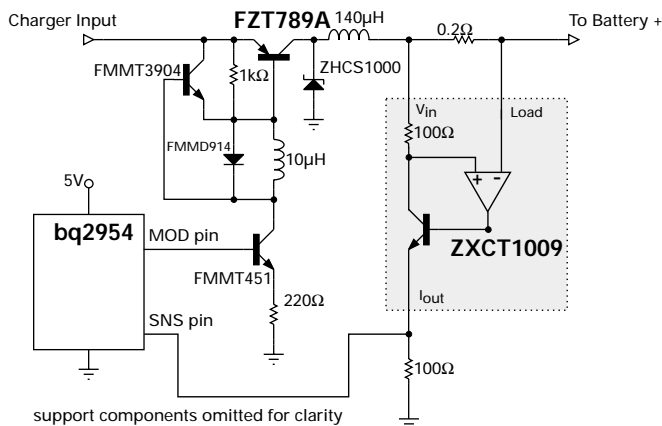 Charger Input
FZT789A
140μH
0.2Ω
To Battery +
FMMT3904
1kΩ
ZHCS1000
Vin
Load
100Ω
FMMD914
10μH
5V
+
-
bq2954
MOD pin
ZXCT1009
FMMT451
220Ω
Iout
SNS pin
100Ω
support components omitted for clarity